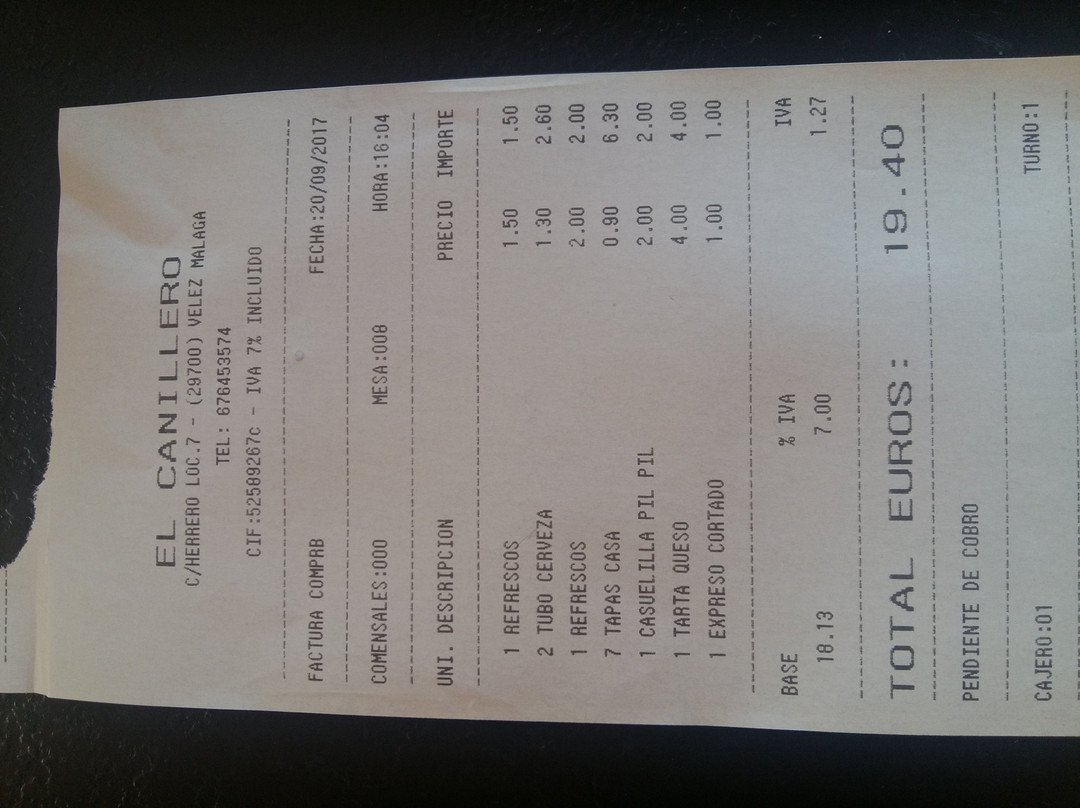 EL CANILLERO
C/HERRERO LOC.7 - (29700) VELEZ MALAGA
TEL: 676453574
CIF:52589267c - IVA 7% INCLUIDO
FACTURA COMPRB FECHA:20/09/2017
COMENSALES:000 MESA:008 HORA:16:04
UNI. DESCRIPCION PRECIO IMPORTE
1 REFRESCOS 1.50 1.50
2 TUBO CERVEZA 1.30 2.60
1 REFRESCOS 2.00 2.00
7 TAPAS CASA 0.90 6.30
1 CASUELILLA PIL PIL 2.00 2.00
1 TARTA QUESO 4.00 4.00
1 EXPRESO CORTADO 1.00 1.00
BASE % IVA IVA
18.13 7.00 1.27
TOTAL EUROS: 19.40
PENDIENTE DE COBRO
CAJERO:01 TURNO:1